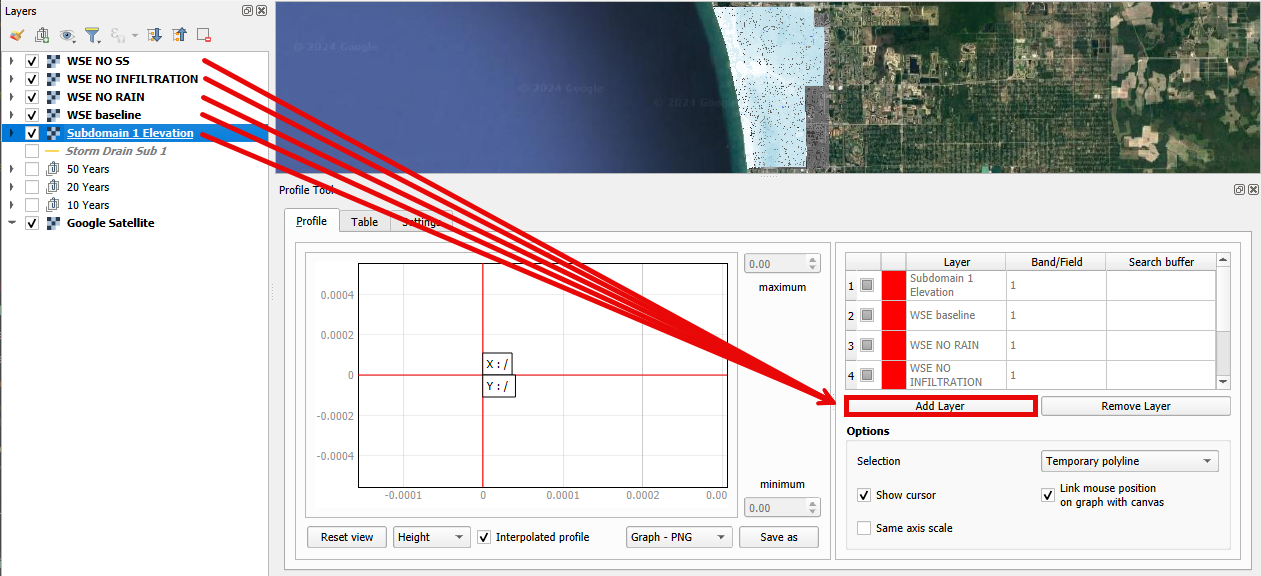 Layers
WSE NO SS
WSE NO INFILTRATION
WSE NO RAIN
WSE baseline
Subdomain 1 Elevation
Storm Drain Sub 1
50 Years
20 Years
10 Years
Google Satellite
© 2024 Google
© 2024 Google
© 2024 Google
Profile Tool
Profile Table Settings
0.0004
0.0002
0
-0.0002
-0.0004
X : /
Y : /
-0.0001 0 0.0001 0.0002 0.00
0.00
maximum
minimum
0.00
Reset view Height Interpolated profile Graph - PNG Save as
Layer Band/Field Search buffer
1 Subdomain 1
Elevation 1
2 WSE baseline 1
3 WSE NO RAIN 1
4 WSE NO
INFILTRATION 1
Add Layer Remove Layer
Options
Selection Temporary polyline
Show cursor Link mouse position
on graph with canvas
Same axis scale